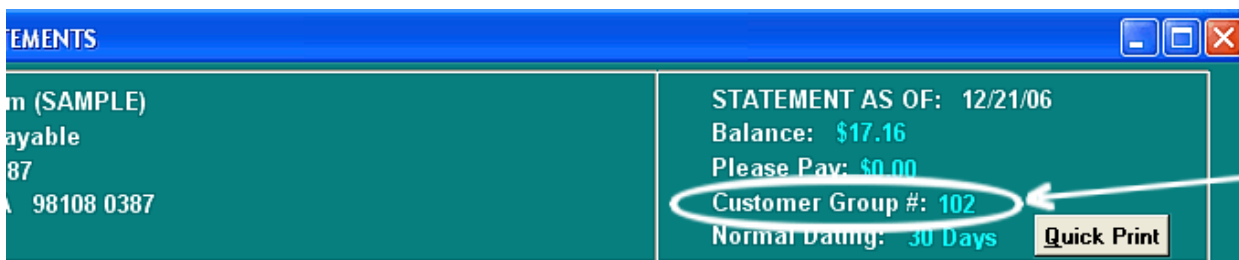 TEMENTS
m (SAMPLE)
ayable
87
98108 0387
STATEMENT AS OF: 12/21/06
Balance: $17.16
Please Pay: $0.00
Customer Group #: 102
Normal Dating: 30 Days
Quick Print